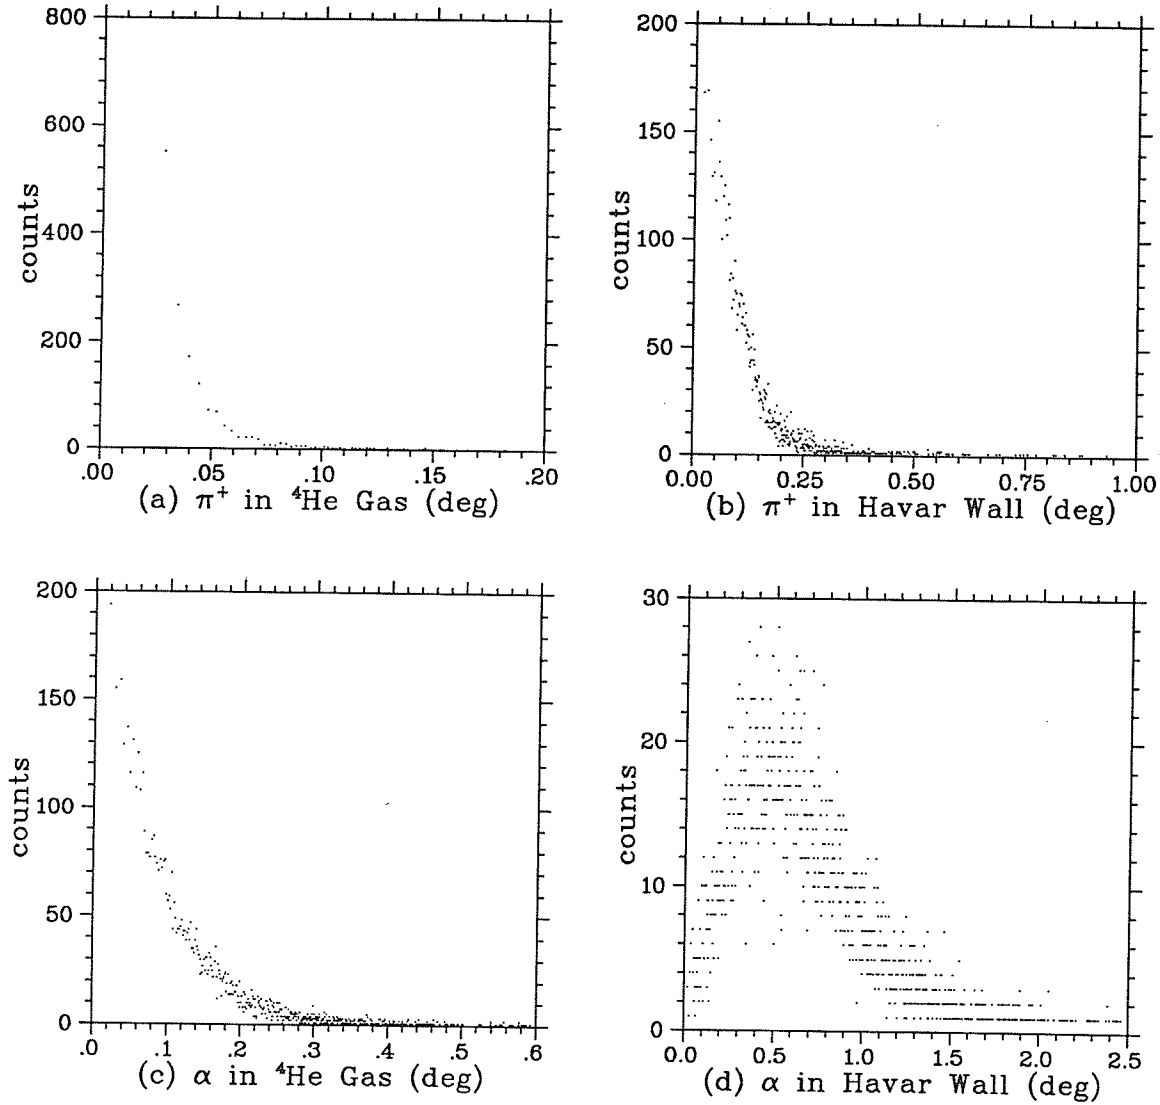 800
600
400
200
0
counts
.00 .05 .10 .15 .20
(a) π⁺ in ⁴He Gas (deg)
200
150
100
50
0
counts
0.00 0.25 0.50 0.75 1.00
(b) π⁺ in Havar Wall (deg)
200
150
100
50
0
counts
.0 .1 .2 .3 .4 .5 .6
(c) α in ⁴He Gas (deg)
30
20
10
0
counts
0.0 0.5 1.0 1.5 2.0 2.5
(d) α in Havar Wall (deg)